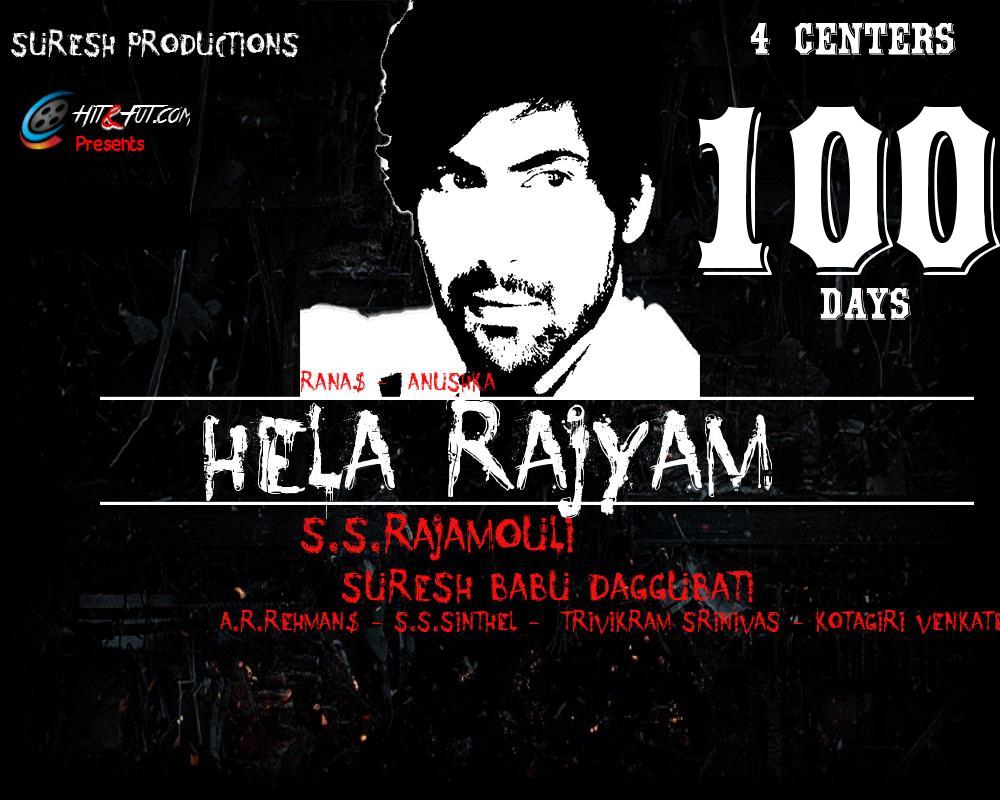 SURESH PRODUCTIONS
4 CENTERS
HIT&FUT.COM
Presents
100
DAYS
RANA$ - ANUSHKA
HELA RAJYAM
S.S.RAJAMOULI
SURESH BABU DAGGUBATI
A.R.REHMAN$ - S.S.SINTHEL - TRIVIKRAM SRINIVAS - KOTAGIRI VENKATE